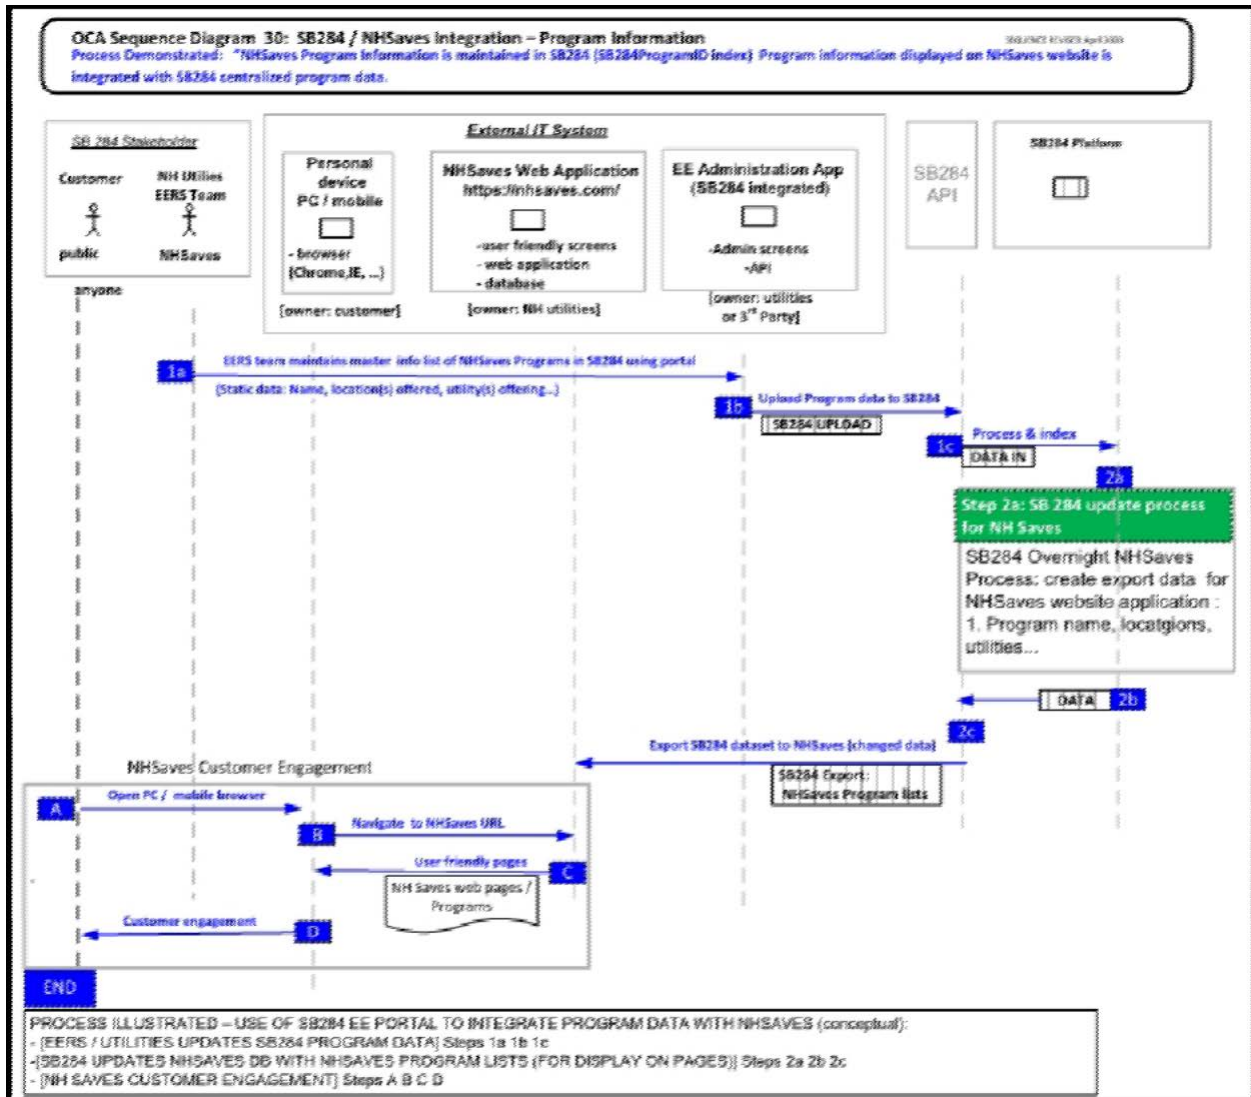 OCA Sequence Diagram 30: SB284 / NHSaves Integration – Program Information
Process Demonstrated: "NHSaves Program Information is maintained in SB284 (SB284ProgramID index) Program information displayed on NHSaves website is
integrated with SB284 centralized program data.
SB 284 Stakeholder
Customer
public
NH Utilies
EERS Team
NHSaves
anyone
External IT System
Personal
device
PC / mobile
- browser
(Chrome,IE, ...)
[owner: customer]
NHSaves Web Application
https://nhsaves.com/
-user friendly screens
- web application
- database
[owner: NH utilities]
EE Administration App
(SB284 integrated)
-Admin screens
-API
[owner: utilities
or 3rd Party]
SB284
API
SB284 Platform
1a
EERS team maintains master info list of NHSaves Programs in SB284 using portal
(Static data: Name, location(s) offered, utility(s) offering...)
1b
Upload Program data to SB284
SB284 UPLOAD
1c
Process & index
DATA IN
2a
Step 2a: SB 284 update process
for NH Saves
SB284 Overnight NHSaves
Process: create export data for
NHSaves website application :
1. Program name, locatgions,
utilities...
DATA
2b
2c
Export SB284 dataset to NHSaves (changed data)
SB284 Export:
NHSaves Program lists
NHSaves Customer Engagement
A
Open PC / mobile browser
B
Navigate to NHSaves URL
User friendly pages
C
NH Saves web pages /
Programs
Customer engagement
D
END
PROCESS ILLUSTRATED – USE OF SB284 EE PORTAL TO INTEGRATE PROGRAM DATA WITH NHSAVES (conceptual):
- [EERS / UTILITIES UPDATES SB284 PROGRAM DATA] Steps 1a 1b 1c
-[SB284 UPDATES NHSAVES DB WITH NHSAVES PROGRAM LISTS (FOR DISPLAY ON PAGES)] Steps 2a 2b 2c
- [NH SAVES CUSTOMER ENGAGEMENT] Steps A B C D